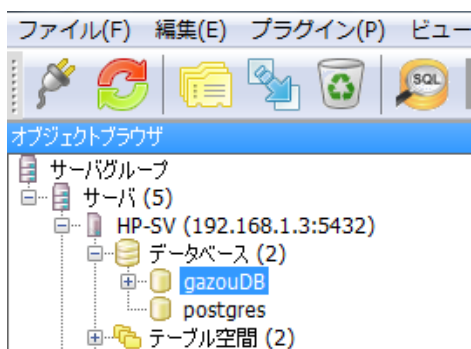 ファイル(F) 編集(E) プラグイン(P) ビュー
SQL
オブジェクトブラウザ
サーバグループ
サーバ (5)
HP-SV (192.168.1.3:5432)
データベース (2)
gazouDB
postgres
テーブル空間 (2)